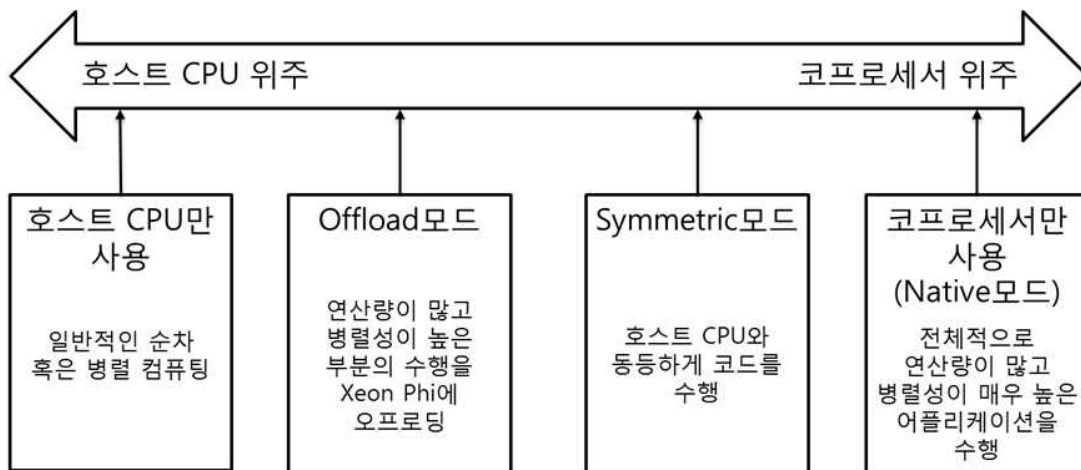 호스트 CPU 위주
코프로세서 위주
호스트 CPU만
사용
일반적인 순차
혹은 병렬 컴퓨팅
Offload모드
연산량이 많고
병렬성이 높은
부분의 수행을
Xeon Phi에
오프로딩
Symmetric모드
호스트 CPU와
동등하게 코드를
수행
코프로세서만
사용
(Native모드)
전체적으로
연산량이 많고
병렬성이 매우 높은
어플리케이션을
수행